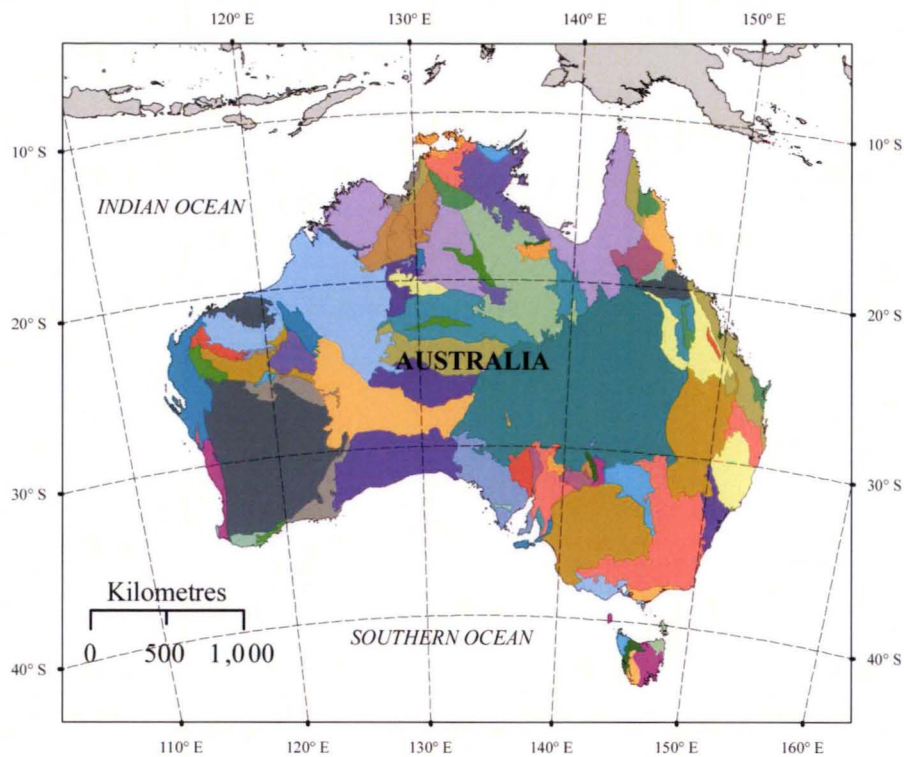 120° E 130° E 140° E 150° E
10° S 10° S
INDIAN OCEAN
20° S 20° S
AUSTRALIA
30° S 30° S
Kilometres
0 500 1,000
SOUTHERN OCEAN
40° S 40° S
110° E 120° E 130° E 140° E 150° E 160° E